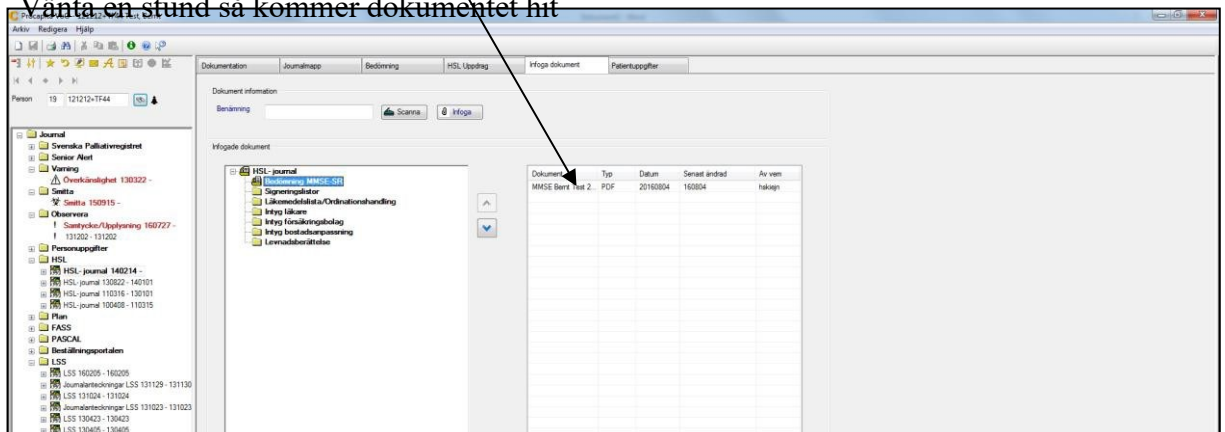 Vänta en stund så kommer dokumentet hit
Arkiv Redigera Hjälp
Dokumentation Journalmapp Bedömning HSL Uppdrag Infoga dokument Patientuppgifter
Person 19 121212+TF44
Dokument information
Benämning Scanna Infoga
Infogade dokument
Journal
Svenska Palliativregistret
Senior Alert
Varning
Överkänslighet 130322 -
Smitta
Smitta 150915 -
Observera
! Samtycke/Upplysning 160727 -
! 131202 - 131202
Personuppgifter
HSL
HSL- journal 140214 -
HSL- journal 130822 - 140101
HSL- journal 110316 - 130101
HSL- journal 100408 - 110315
Plan
FASS
PASCAL
Beställningsportalen
LSS
LSS 160205 - 160205
Journalanteckningar LSS 131129 - 131130
LSS 131024 - 131024
Journalanteckningar LSS 131023 - 131023
LSS 130423 - 130423
LSS 130405 - 130405
HSL- journal
Bedömning MMSE-SR
Signeringslistor
Läkemedelslista/Ordinationshandling
Intyg läkare
Intyg försäkringsbolag
Intyg bostadsanpassning
Levnadsberättelse
Dokument Typ Datum Senast ändrad Av vem
MMSE Bernt Test 2... PDF 20160804 160804